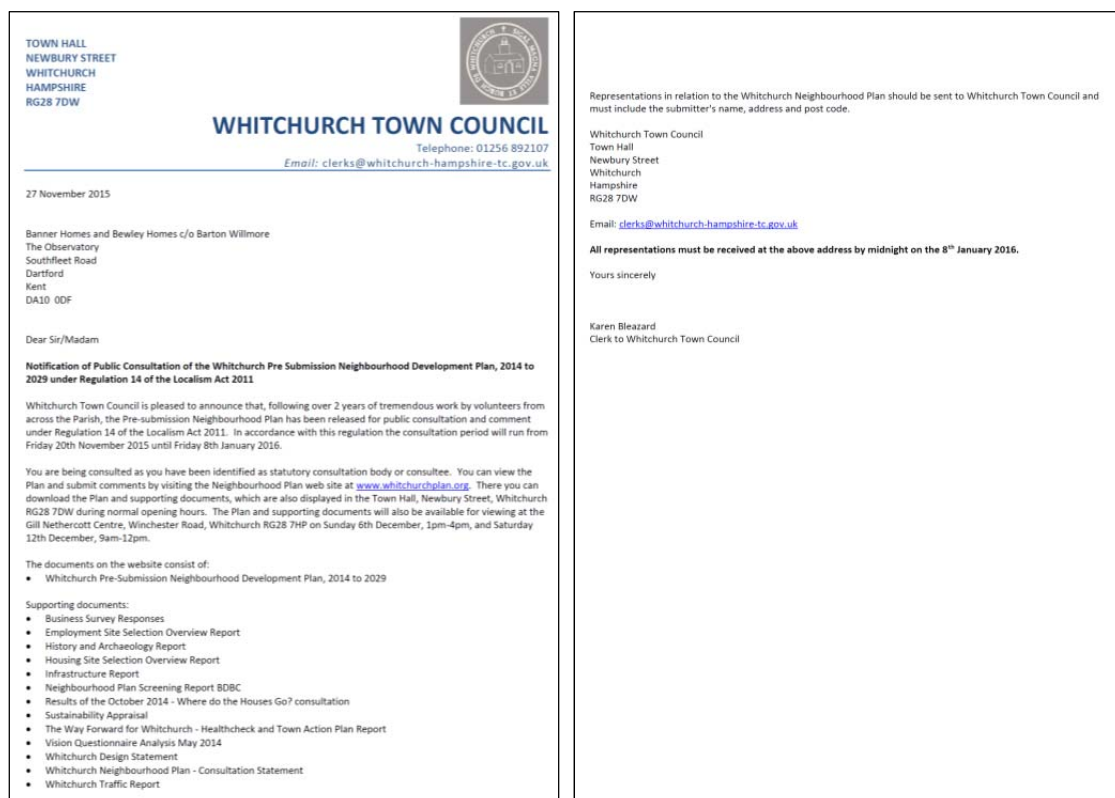 TOWN HALL
NEWBURY STREET
WHITCHURCH
HAMPSHIRE
RG28 7DW
WHITCHURCH TOWN COUNCIL
Telephone: 01256 892107
Email: clerks@whitchurch-hampshire-tc.gov.uk
27 November 2015
Banner Homes and Bewley Homes c/o Barton Willmore
The Observatory
Southfleet Road
Dartford
Kent
DA10 0DF
Dear Sir/Madam
Notification of Public Consultation of the Whitchurch Pre Submission Neighbourhood Development Plan, 2014 to
2029 under Regulation 14 of the Localism Act 2011
Whitchurch Town Council is pleased to announce that, following over 2 years of tremendous work by volunteers from
across the Parish, the Pre-submission Neighbourhood Plan has been released for public consultation and comment
under Regulation 14 of the Localism Act 2011. In accordance with this regulation the consultation period will run from
Friday 20th November 2015 until Friday 8th January 2016.
You are being consulted as you have been identified as statutory consultation body or consultee. You can view the
Plan and submit comments by visiting the Neighbourhood Plan web site at www.whitchurchplan.org. There you can
download the Plan and supporting documents, which are also displayed in the Town Hall, Newbury Street, Whitchurch
RG28 7DW during normal opening hours. The Plan and supporting documents will also be available for viewing at the
Gill Nethercott Centre, Winchester Road, Whitchurch RG28 7HP on Sunday 6th December, 1pm-4pm, and Saturday
12th December, 9am-12pm.
The documents on the website consist of:
• Whitchurch Pre-Submission Neighbourhood Development Plan, 2014 to 2029
Supporting documents:
• Business Survey Responses
• Employment Site Selection Overview Report
• History and Archaeology Report
• Housing Site Selection Overview Report
• Infrastructure Report
• Neighbourhood Plan Screening Report BDBC
• Results of the October 2014 - Where do the Houses Go? consultation
• Sustainability Appraisal
• The Way Forward for Whitchurch - Healthcheck and Town Action Plan Report
• Vision Questionnaire Analysis May 2014
• Whitchurch Design Statement
• Whitchurch Neighbourhood Plan - Consultation Statement
• Whitchurch Traffic Report
Representations in relation to the Whitchurch Neighbourhood Plan should be sent to Whitchurch Town Council and
must include the submitter's name, address and post code.
Whitchurch Town Council
Town Hall
Newbury Street
Whitchurch
Hampshire
RG28 7DW
Email: clerks@whitchurch-hampshire-tc.gov.uk
All representations must be received at the above address by midnight on the 8th January 2016.
Yours sincerely
Karen Bleazard
Clerk to Whitchurch Town Council